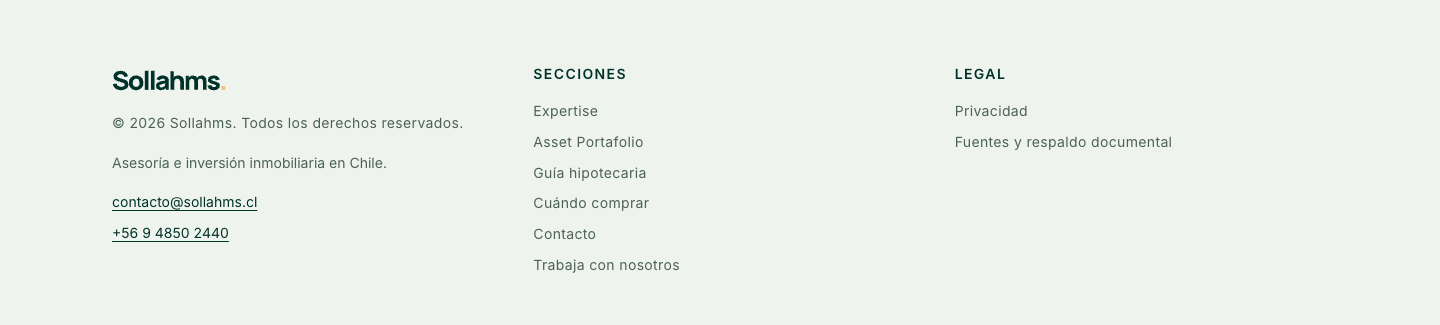 Sollahms.
© 2026 Sollahms. Todos los derechos reservados.
Asesoría e inversión inmobiliaria en Chile.
contacto@sollahms.cl
+56 9 4850 2440
SECCIONES
Expertise
Asset Portafolio
Guía hipotecaria
Cuándo comprar
Contacto
Trabaja con nosotros
LEGAL
Privacidad
Fuentes y respaldo documental